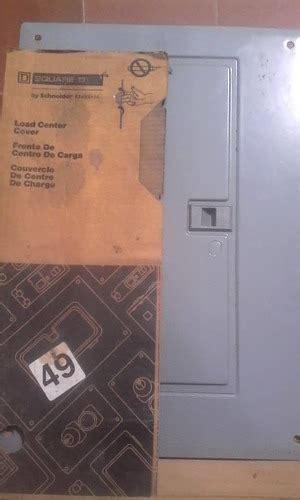 D SQUARE D
by Schneider Electric
Load Center
Cover
Frente De
Centro De Carga
Couvercle
De Centre
De Charge
49